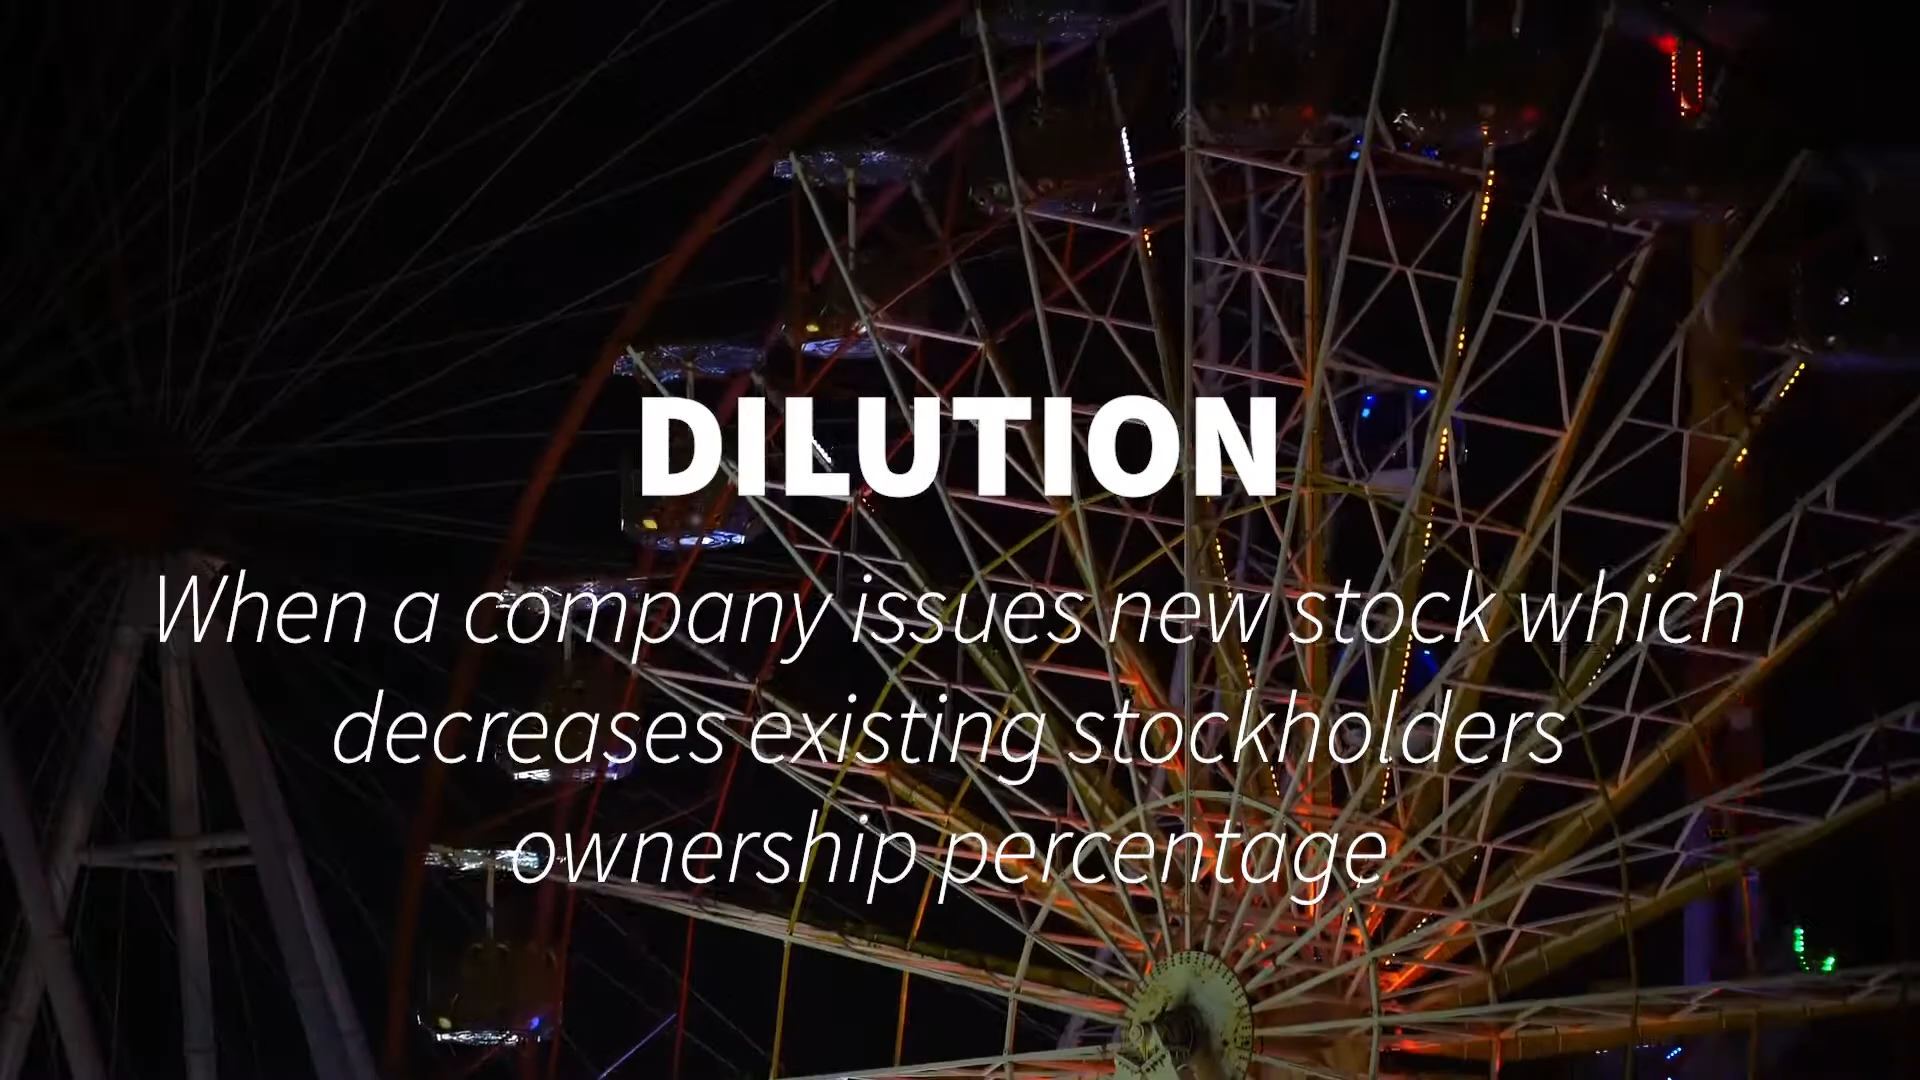 DILUTION
When a company issues new stock which
decreases existing stockholders
ownership percentage